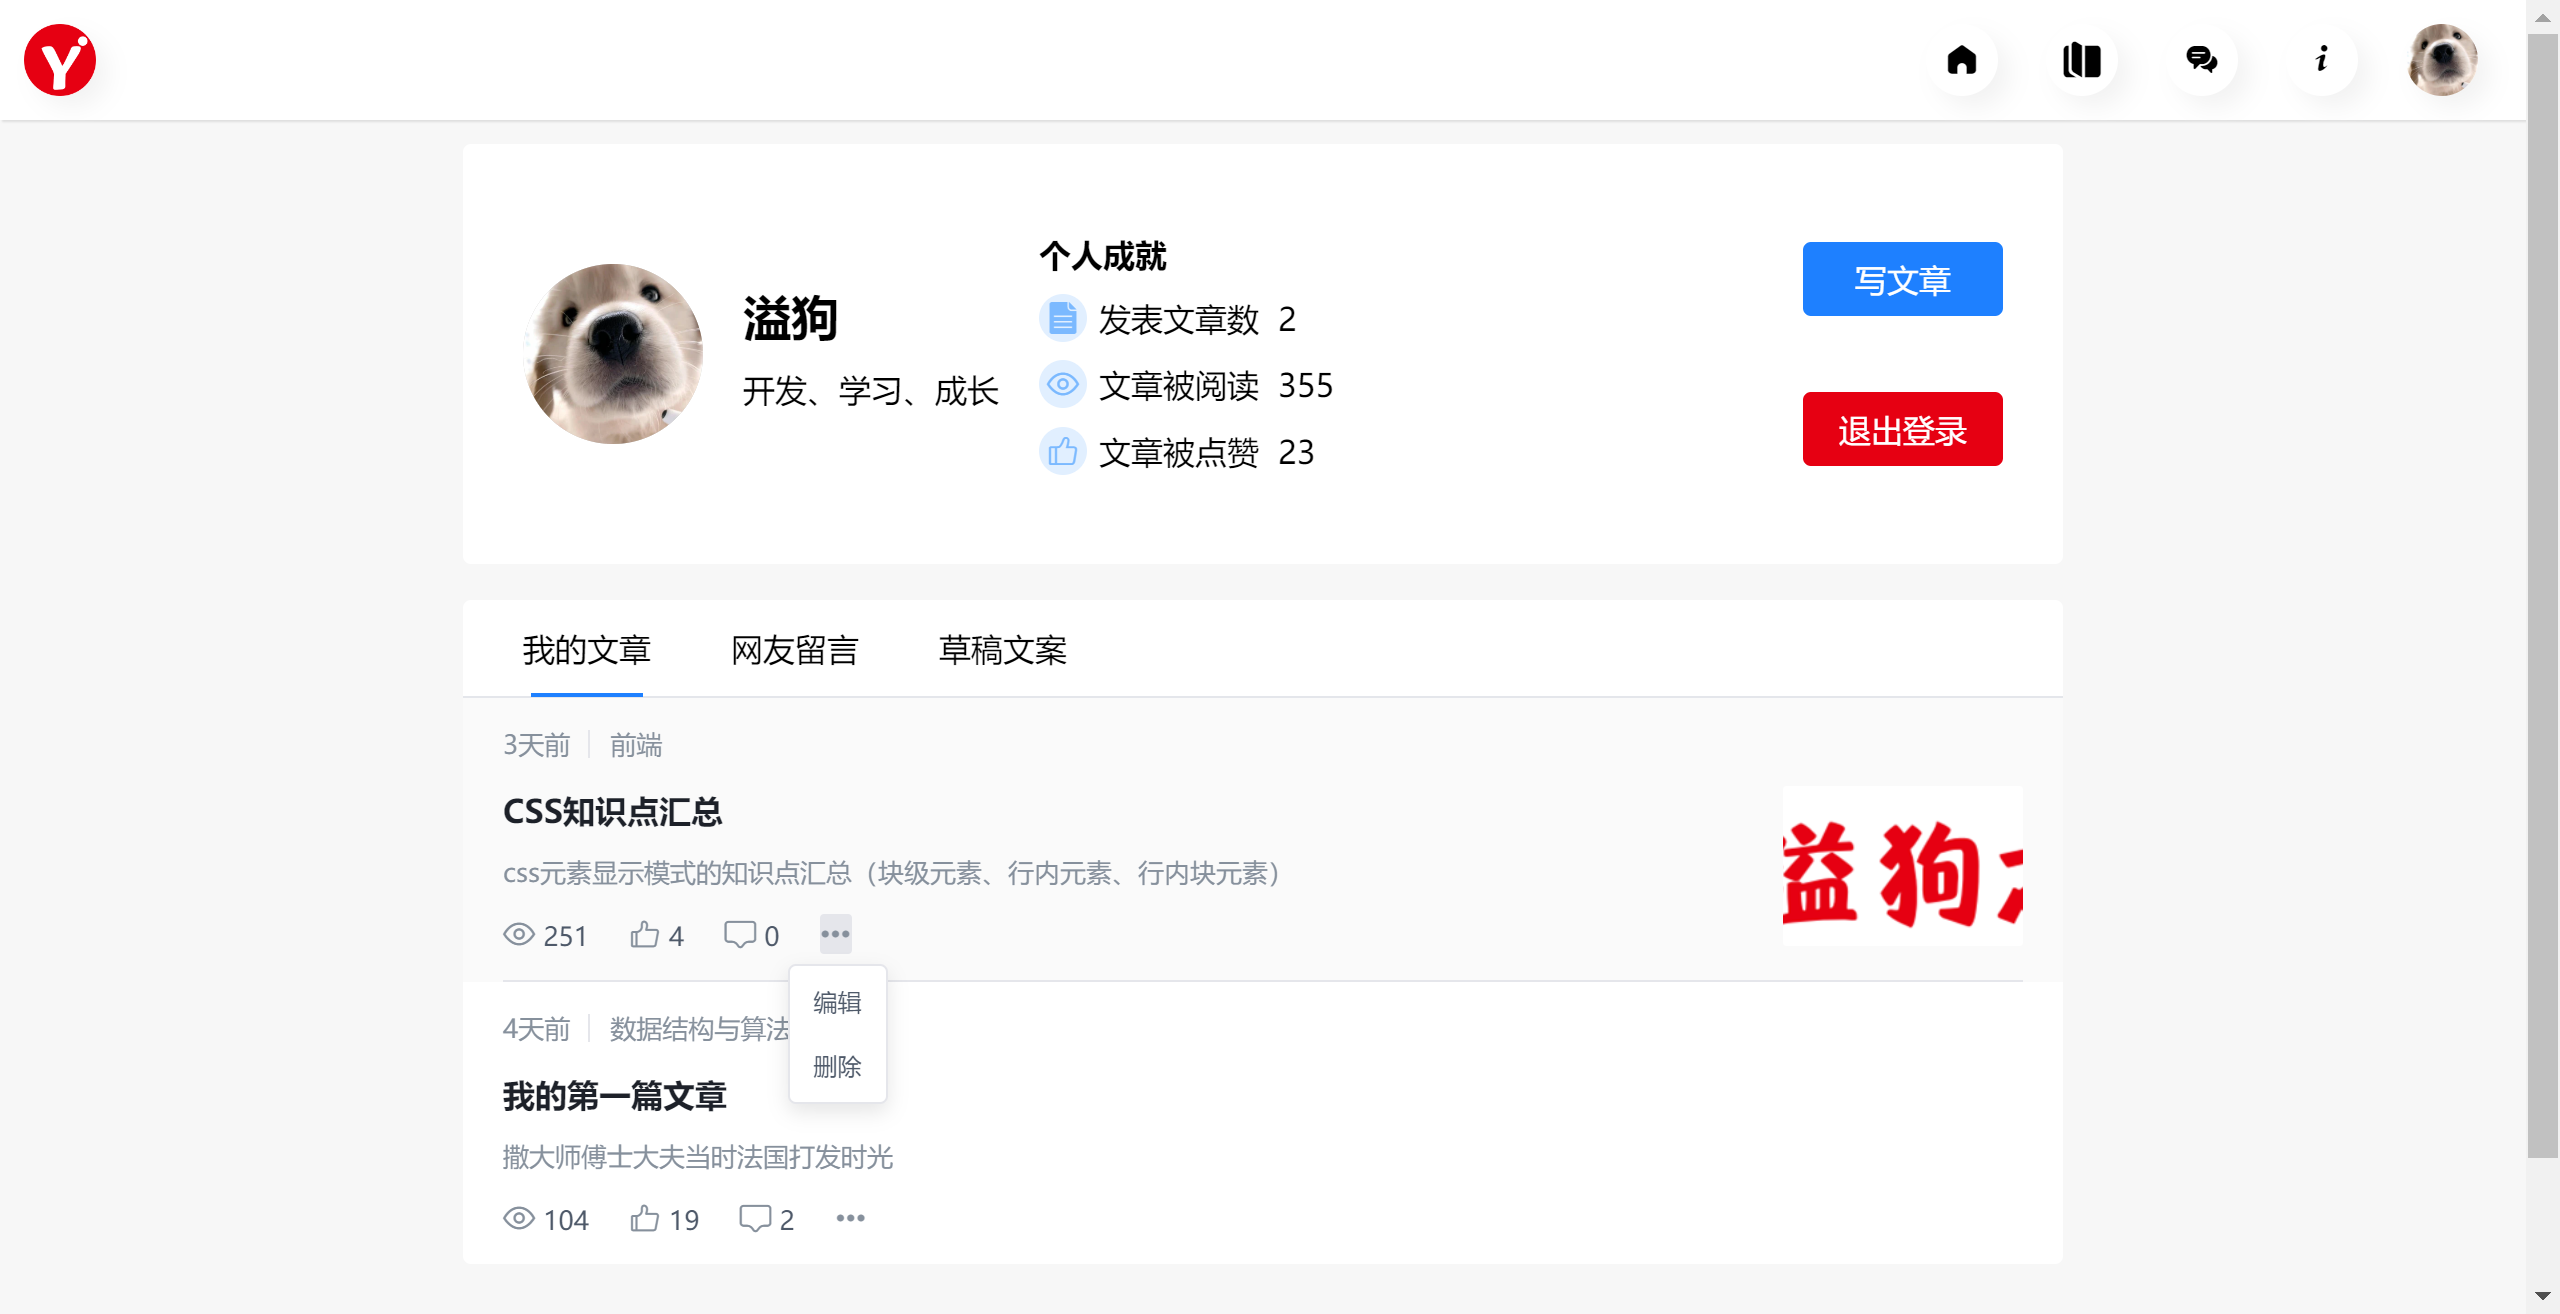 Y
i
个人成就
溢狗
开发、学习、成长
发表文章数 2
文章被阅读 355
文章被点赞 23
写文章
退出登录
我的文章 网友留言 草稿文案
3天前 前端
CSS知识点汇总
css元素显示模式的知识点汇总（块级元素、行内元素、行内块元素）
251 4 0
溢狗
编辑
删除
4天前 数据结构与算法
我的第一篇文章
撒大师傅士大夫当时法国打发时光
104 19 2